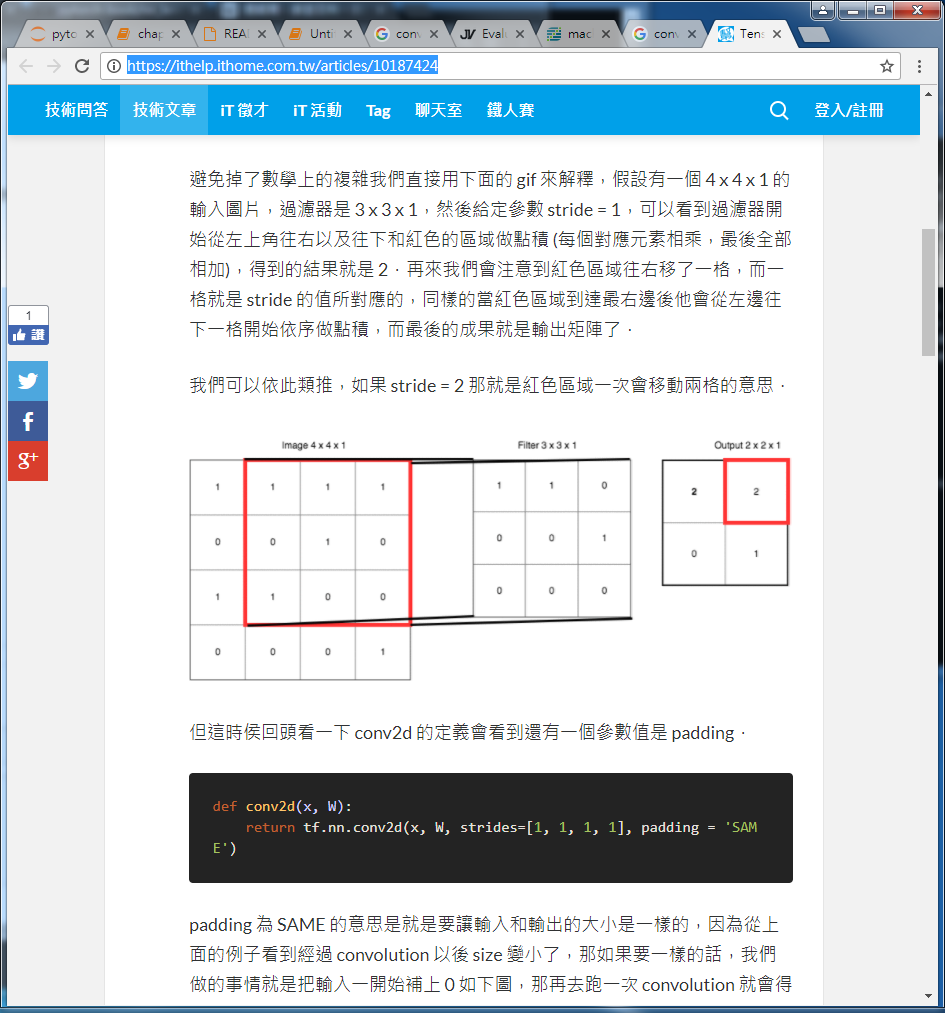 pyto
chap
REAI
Unti
conv
Evalu
macl
conv
Tens
https://ithelp.ithome.com.tw/articles/10187424
技術問答 技術文章 iT 徵才 iT 活動 Tag 聊天室 鐵人賽 登入/註冊
避免掉了數學上的複雜我們直接用下面的 gif 來解釋，假設有一個 4 x 4 x 1 的
輸入圖片，過濾器是 3 x 3 x 1，然後給定參數 stride = 1，可以看到過濾器開
始從左上角往右以及往下和紅色的區域做點積 (每個對應元素相乘，最後全部
相加)，得到的結果就是 2．再來我們會注意到紅色區域往右移了一格，而一
格就是 stride 的值所對應的，同樣的當紅色區域到達最右邊後他會從左邊往
下一格開始依序做點積，而最後的成果就是輸出矩陣了．
1
讚
f
g+
我們可以依此類推，如果 stride = 2 那就是紅色區域一次會移動兩格的意思．
Image 4 x 4 x 1
1 1 1 1
0 0 1 0
1 1 0 0
0 0 0 1
Filter 3 x 3 x 1
1 1 0
0 0 1
0 0 0
Output 2 x 2 x 1
2 2
0 1
但這時侯回頭看一下 conv2d 的定義會看到還有一個參數值是 padding．
def conv2d(x, W):
return tf.nn.conv2d(x, W, strides=[1, 1, 1, 1], padding = 'SAM
E')
padding 為 SAME 的意思是就是要讓輸入和輸出的大小是一樣的，因為從上
面的例子看到經過 convolution 以後 size 變小了，那如果要一樣的話，我們
做的事情就是把輸入一開始補上 0 如下圖，那再去跑一次 convolution 就會得